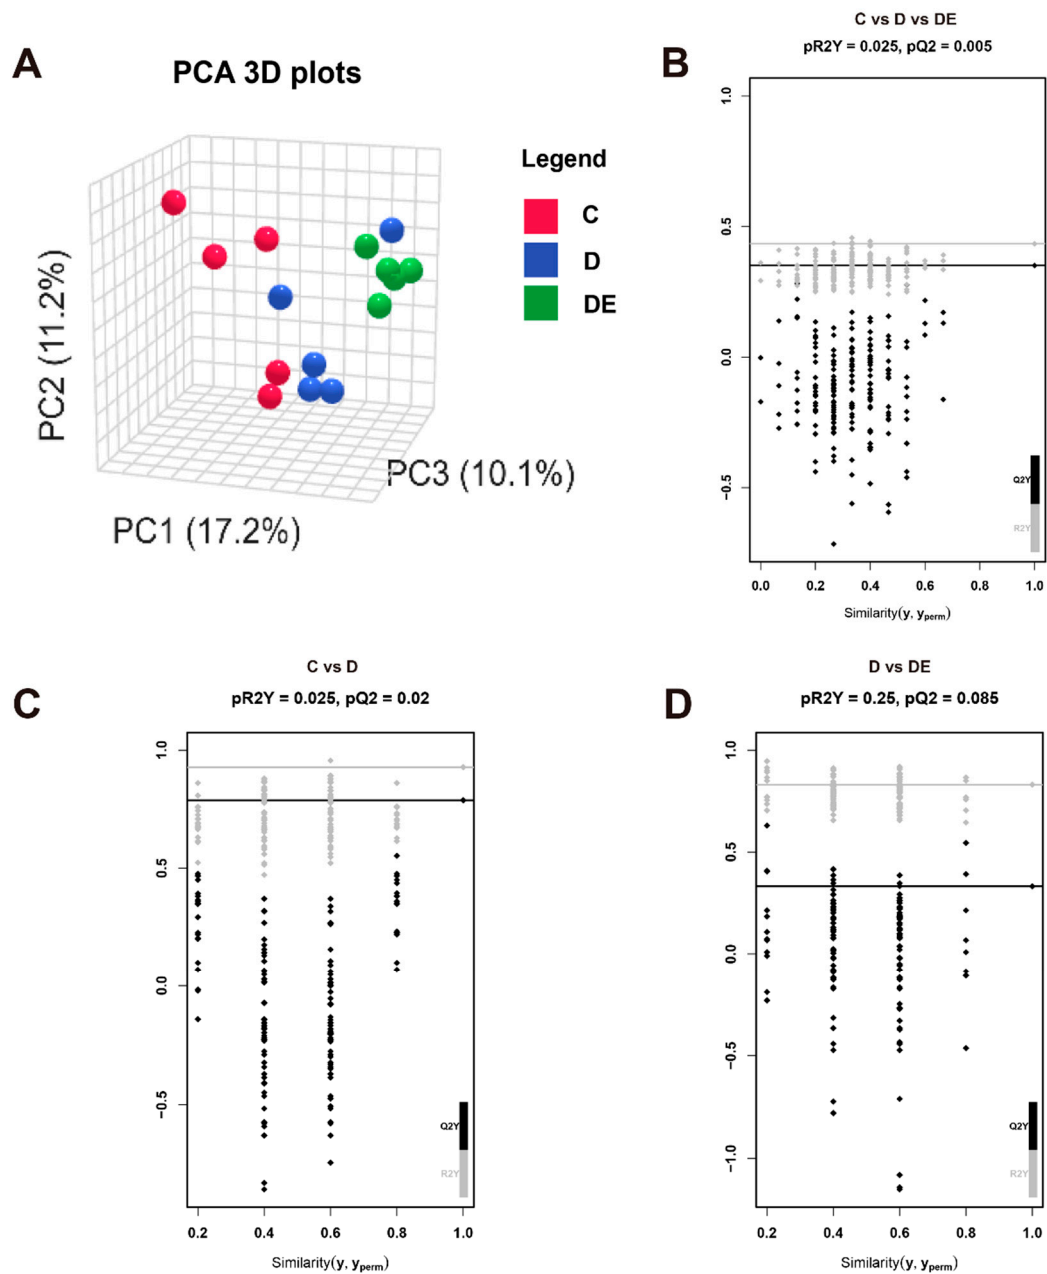 A
PCA 3D plots
PC2 (11.2%)
PC1 (17.2%)
PC3 (10.1%)
Legend
C
D
DE
B
C vs D vs DE
pR2Y = 0.025, pQ2 = 0.005
1.0
0.5
0.0
−0.5
Q2Y
R2Y
0.0 0.2 0.4 0.6 0.8 1.0
Similarity(y, yperm)
C
C vs D
pR2Y = 0.025, pQ2 = 0.02
1.0
0.5
0.0
−0.5
Q2Y
R2Y
0.2 0.4 0.6 0.8 1.0
Similarity(y, yperm)
D
D vs DE
pR2Y = 0.25, pQ2 = 0.085
1.0
0.5
0.0
−0.5
−1.0
Q2Y
R2Y
0.2 0.4 0.6 0.8 1.0
Similarity(y, yperm)